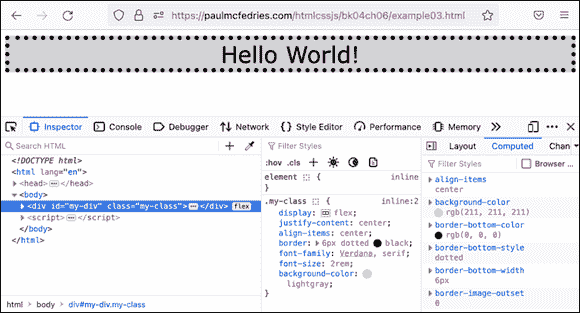 https://paulmcfedries.com/htmlcssjs/bk04ch06/example03.html
Hello World!
Inspector Console Debugger Network Style Editor Performance Memory
Search HTML
<!DOCTYPE html>
<html lang="en">
<head> </head>
<body>
<div id="my-div" class="my-class"> </div> flex
<script> </script>
</body>
</html>
html body div#my-div.my-class
Filter Styles
:hov .cls
element { inline
}
.my-class { inline:2
display: flex;
justify-content: center;
align-items: center;
border: 6px dotted black;
font-family: Verdana, serif;
font-size: 2rem;
background-color:
lightgray;
}
Layout Computed Chan
Filter Styles Browser ...
align-items
center
background-color
rgb(211, 211, 211)
border-bottom-color
rgb(0, 0, 0)
border-bottom-style
dotted
border-bottom-width
6px
border-image-outset
0